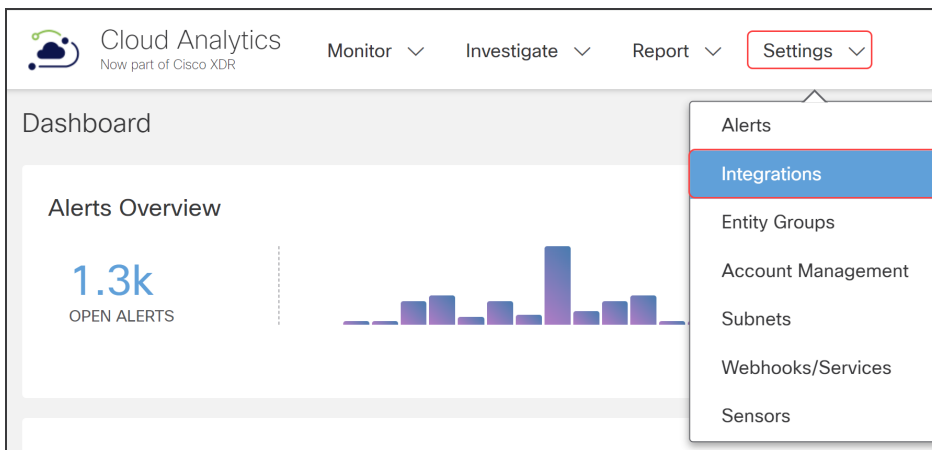 Cloud Analytics
Now part of Cisco XDR
Monitor
Investigate
Report
Settings
Dashboard
Alerts Overview
1.3k
OPEN ALERTS
Alerts
Integrations
Entity Groups
Account Management
Subnets
Webhooks/Services
Sensors